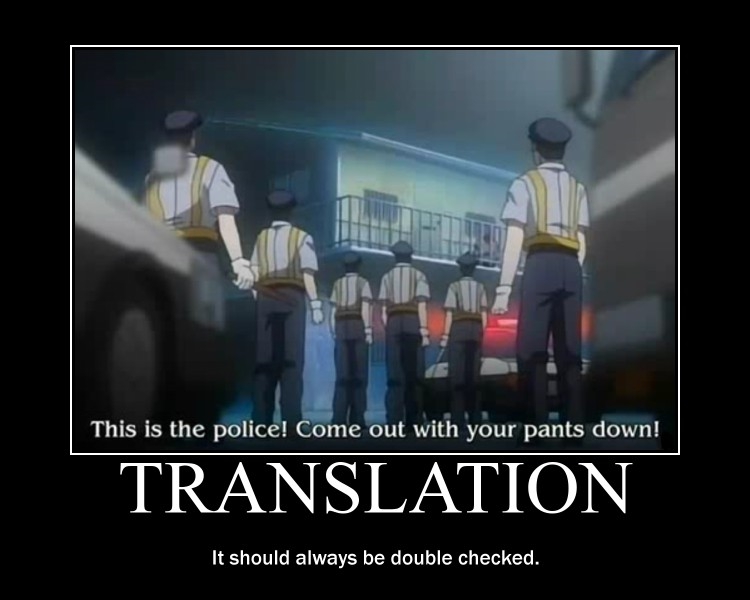 This is the police! Come out with your pants down!
TRANSLATION
It should always be double checked.